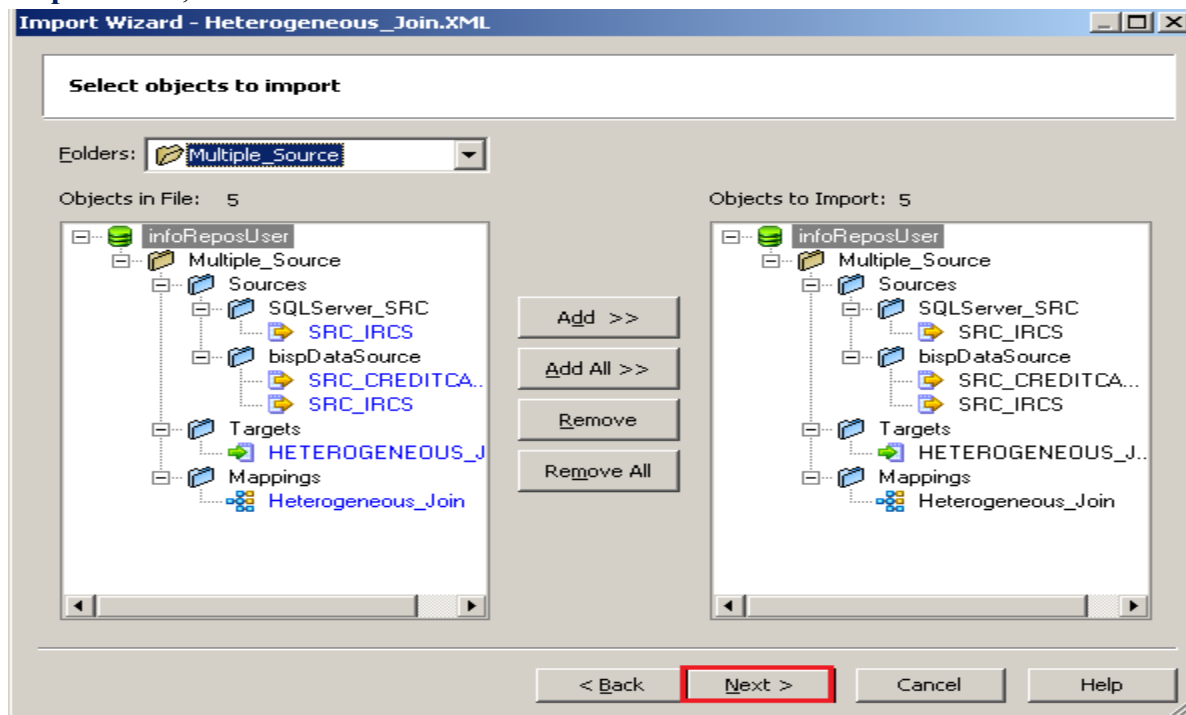 Import Wizard - Heterogeneous_Join.XML
Select objects to import
Folders: Multiple_Source
Objects in File: 5
infoReposUser
Multiple_Source
Sources
SQLServer_SRC
SRC_IRCS
bispDataSource
SRC_CREDITCA..
SRC_IRCS
Targets
HETEROGENEOUS_J
Mappings
Heterogeneous_Join
Add >>
Add All >>
Remove
Remove All
Objects to Import: 5
infoReposUser
Multiple_Source
Sources
SQLServer_SRC
SRC_IRCS
bispDataSource
SRC_CREDITCA...
SRC_IRCS
Targets
HETEROGENEOUS_J..
Mappings
Heterogeneous_Join
< Back Next > Cancel Help